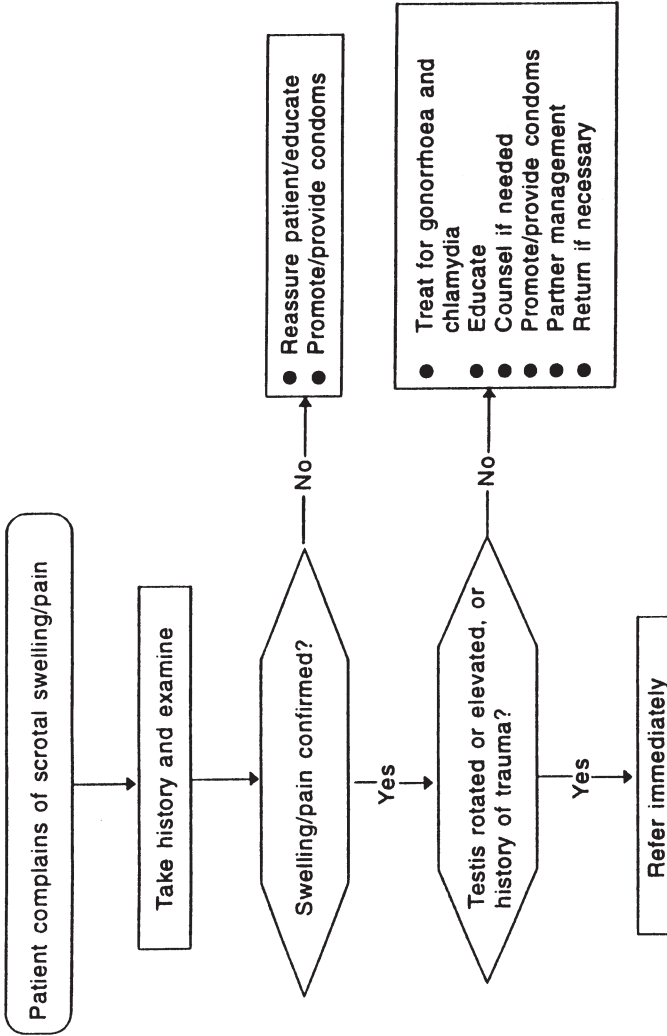 Patient complains of scrotal swelling/pain
Take history and examine
Swelling/pain confirmed?
No
● Reassure patient/educate
● Promote/provide condoms
Yes
Testis rotated or elevated, or
history of trauma?
No
● Treat for gonorrhoea and
chlamydia
● Educate
● Counsel if needed
● Promote/provide condoms
● Partner management
● Return if necessary
Yes
Refer immediately